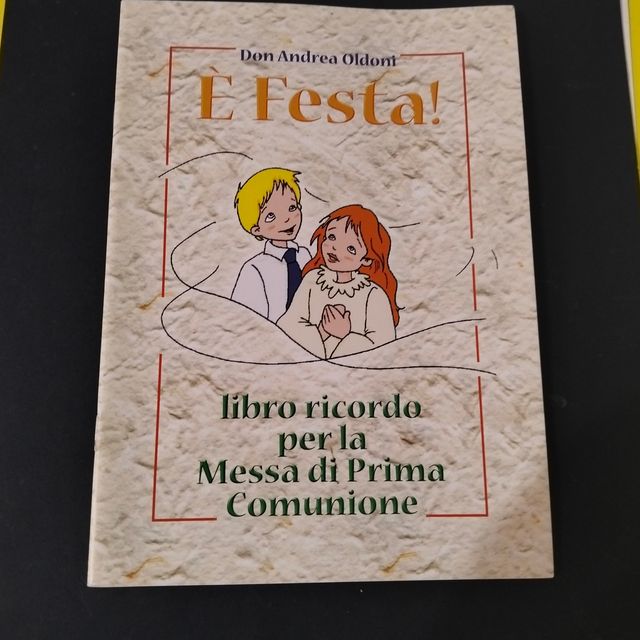 Don Andrea Oldoni
È Festa!
libro ricordo
per la
Messa di Prima
Comunione